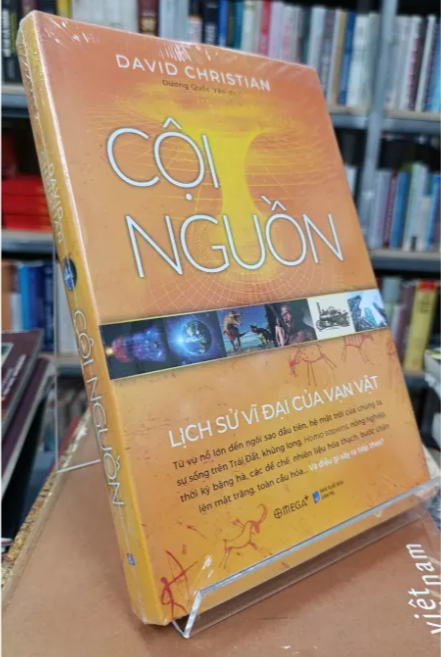 DAVID CHRISTIAN
Dương Quốc
CỘI
NGUỒN
LỊCH SỬ VĨ ĐẠI CỦA VẠN VẬT
Từ vụ nổ lớn đến ngôi sao đầu tiên, hệ mặt trời của chúng ta,
sự sống trên Trái Đất, khủng long, Homo sapiens, nông nghiệp,
thời kỳ băng hà, các đế chế, nhiên liệu hóa thạch, bước chân
lên mặt trăng, toàn cầu hóa... Và điều gì xảy ra tiếp theo?
OMEGA+
CỘI NGUỒN
việt nam